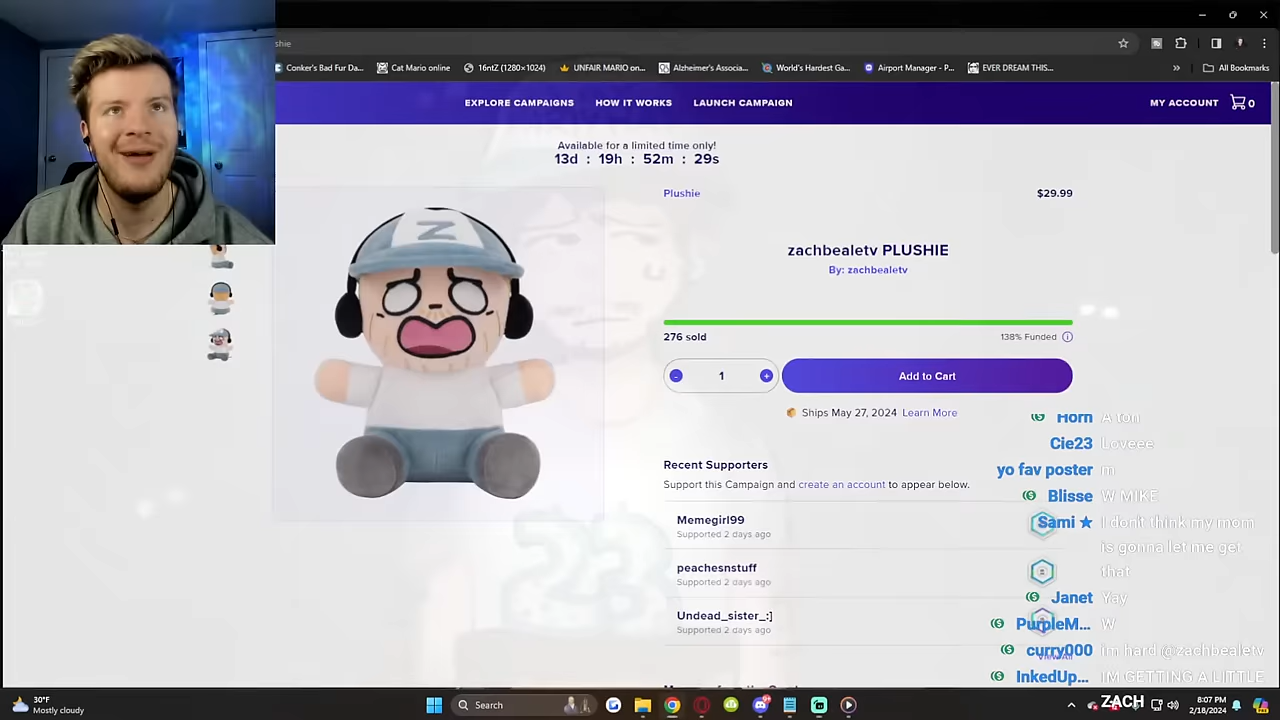 shie
Conker's Bad Fur Da...
Cat Mario online
16ntZ (1280×1024)
UNFAIR MARIO on...
Alzheimer's Associa...
World's Hardest Ga...
Airport Manager - P...
EVER DREAM THIS...
»
All Bookmarks
EXPLORE CAMPAIGNS
HOW IT WORKS
LAUNCH CAMPAIGN
MY ACCOUNT
0
Available for a limited time only!
13d : 19h : 52m : 29s
Plushie
$29.99
Z
zachbealetv PLUSHIE
By: zachbealetv
276 sold
138% Funded
- 1 +
Add to Cart
Ships May 27, 2024 Learn More
Recent Supporters
Support this Campaign and create an account to appear below.
Memegirl99
Supported 2 days ago
peachesnstuff
Supported 2 days ago
Undead_sister_:]
Supported 2 days ago
View All
Horn A ton
Cie23 Loveee
yo fav poster m
Blisse W MIKE
Sami ★ I don't think my mom
is gonna let me get
that
Janet Yay
PurpleM... W
curry000 im hard @zachbealetv
InkedUp... IM GETTING A LITTLE
ZACH
30°F
Mostly cloudy
Search
8:07 PM
2/18/2024